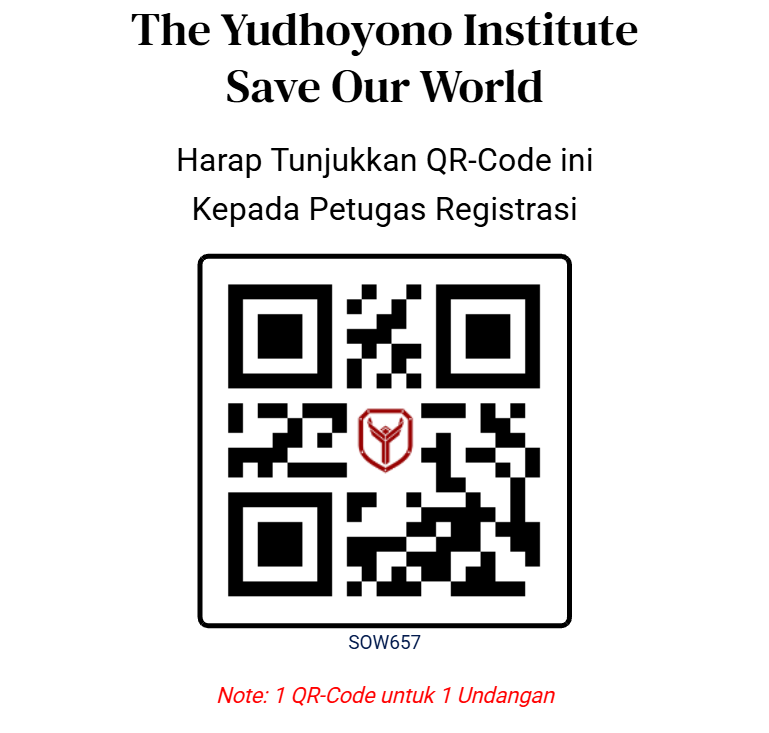 The Yudhoyono Institute
Save Our World
Harap Tunjukkan QR-Code ini
Kepada Petugas Registrasi
SOW657
Note: 1 QR-Code untuk 1 Undangan